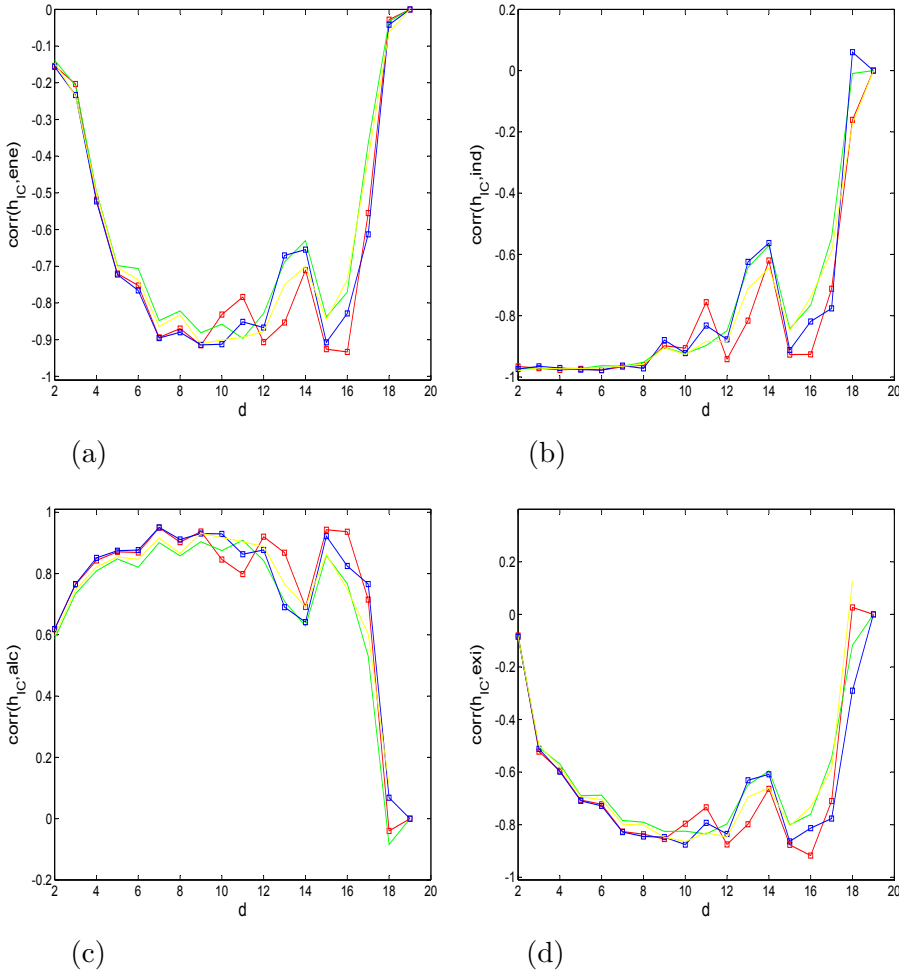 0
-0.1
-0.2
-0.3
-0.4
-0.5
-0.6
-0.7
-0.8
-0.9
-1
corr(h_IC,ene)
2 4 6 8 10 12 14 16 18 20
d
(a)
0.2
0
-0.2
-0.4
-0.6
-0.8
-1
corr(h_IC,ind)
2 4 6 8 10 12 14 16 18 20
d
(b)
1
0.8
0.6
0.4
0.2
0
-0.2
corr(h_IC,alc)
2 4 6 8 10 12 14 16 18 20
d
(c)
0.2
0
-0.2
-0.4
-0.6
-0.8
-1
corr(h_IC,exi)
2 4 6 8 10 12 14 16 18 20
d
(d)